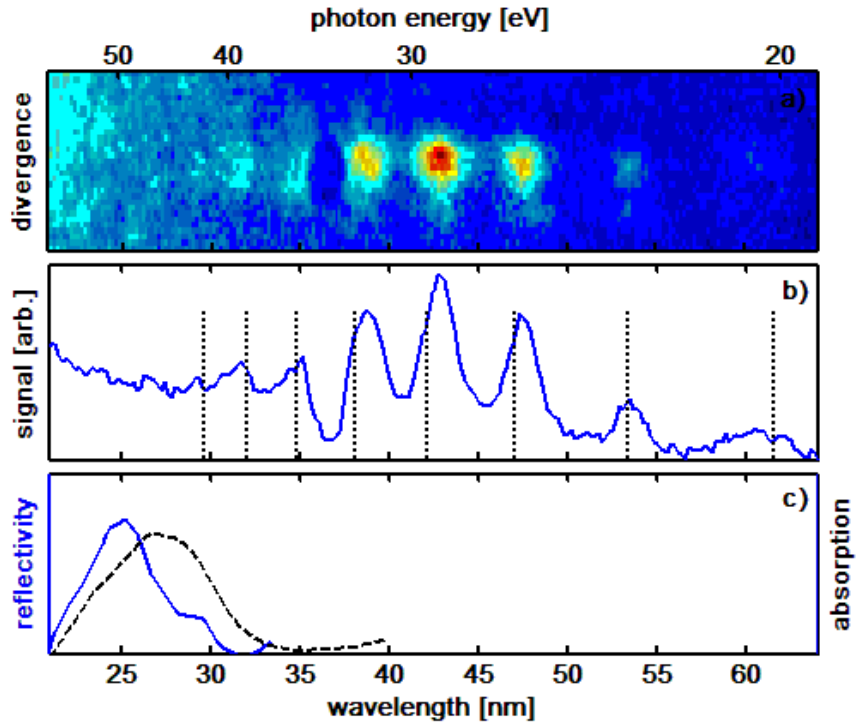 photon energy [eV]
50 40 30 20
divergence
a)
signal [arb.]
b)
reflectivity
c)
absorption
25 30 35 40 45 50 55 60
wavelength [nm]